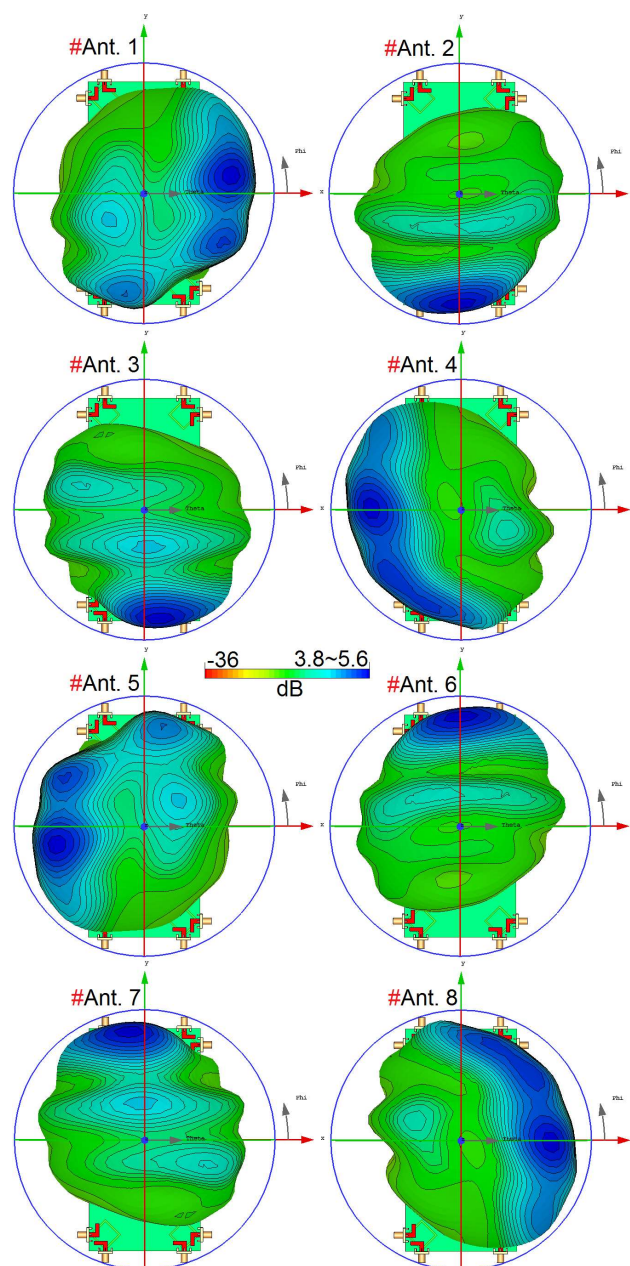 y y
#Ant. 1 #Ant. 2
Phi Phi
Theta x Theta
y y
#Ant. 3 #Ant. 4
Phi Phi
Theta x Theta
-36 3.8~5.6
dB
y y
#Ant. 5 #Ant. 6
Phi Phi
Theta x Theta
y y
#Ant. 7 #Ant. 8
Phi Phi
Theta x Theta